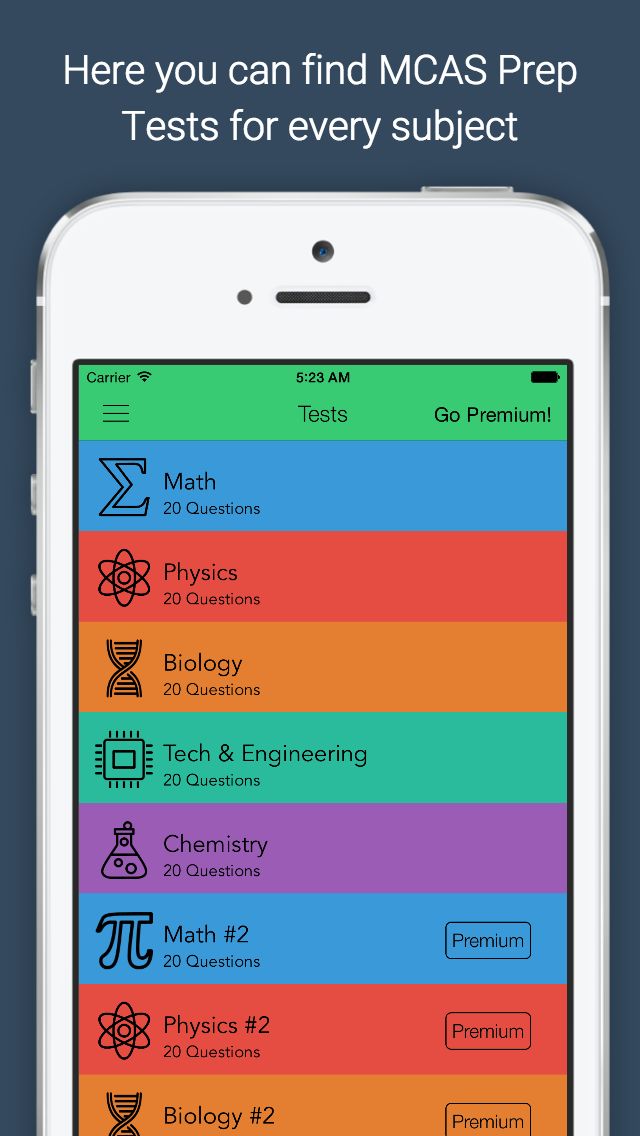 Here you can find MCAS Prep
Tests for every subject
Carrier 5:23 AM
Tests Go Premium!
Math
20 Questions
Physics
20 Questions
Biology
20 Questions
Tech & Engineering
20 Questions
Chemistry
20 Questions
Math #2
20 Questions
Premium
Physics #2
20 Questions
Premium
Biology #2
Premium